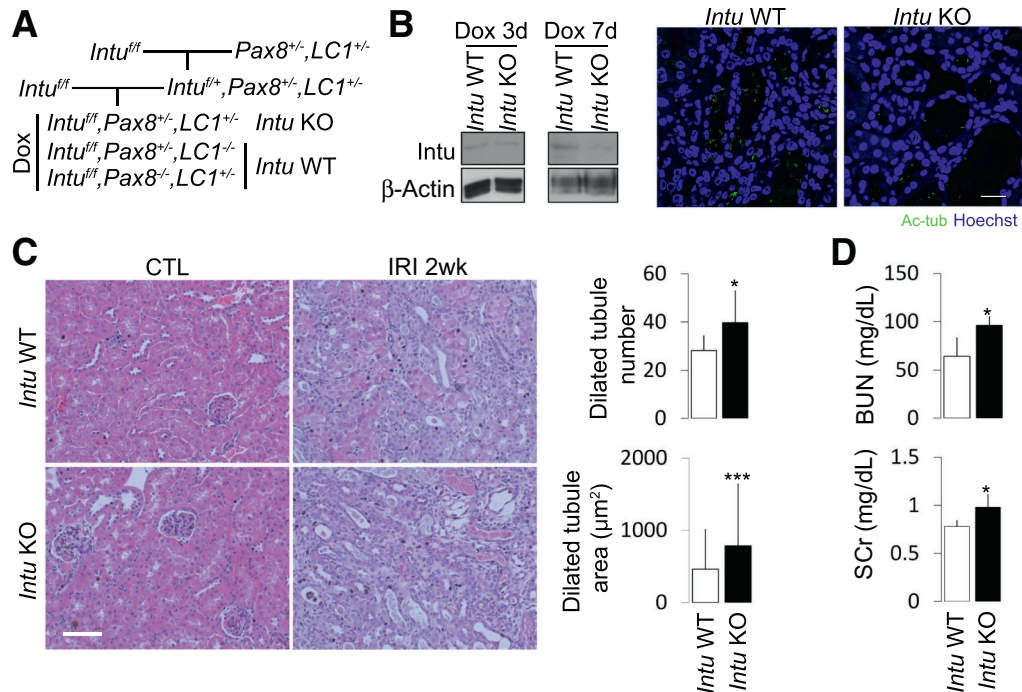 A
Intu^f/f Pax8^+/-,LC1^+/-
Intu^f/f Intu^f/+,Pax8^+/-,LC1^+/-
Dox
Intu^f/f,Pax8^+/-,LC1^+/- Intu KO
Intu^f/f,Pax8^+/-,LC1^-/-
Intu^f/f,Pax8^-/-,LC1^+/-
Intu WT
B
Dox 3d Dox 7d
Intu WT
Intu KO
Intu WT
Intu KO
Intu
β-Actin
Intu WT Intu KO
Ac-tub Hoechst
C
CTL IRI 2wk
Intu WT
Intu KO
Dilated tubule
number
60
40
20
0
*
Dilated tubule
area (μm²)
2000
1000
0
***
Intu WT
Intu KO
D
BUN (mg/dL)
150
100
50
0
*
SCr (mg/dL)
1.5
1
0.5
0
*
Intu WT
Intu KO